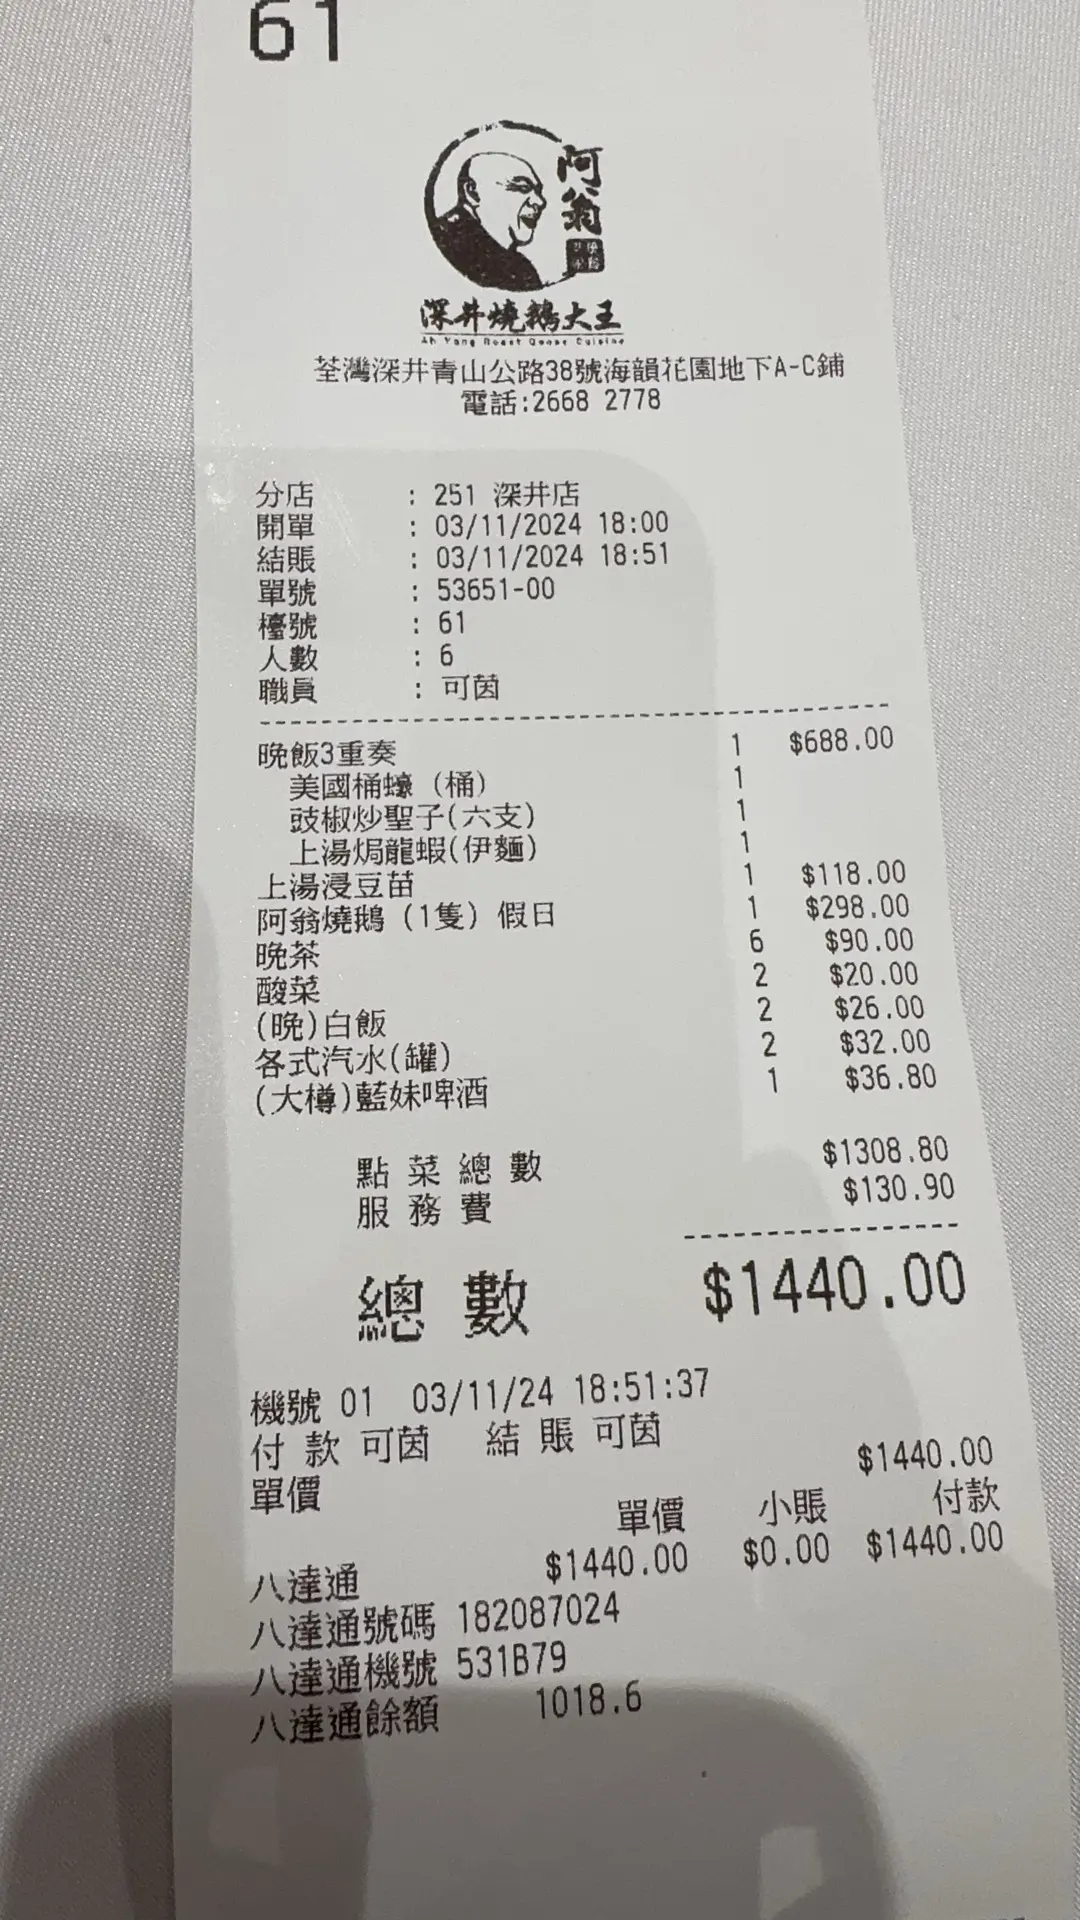 61
阿翁
深井燒鵝大王
Ah Yung Roast Goose Cuisine
荃灣深井青山公路38號海韻花園地下A-C鋪
電話:2668 2778
分店 : 251 深井店
開單 : 03/11/2024 18:00
結賬 : 03/11/2024 18:51
單號 : 53651-00
檯號 : 61
人數 : 6
職員 : 可茵
晚飯3重奏 1 $688.00
美國桶蠔 (桶) 1
豉椒炒聖子(六支) 1
上湯焗龍蝦(伊麵) 1
上湯浸豆苗 1 $118.00
阿翁燒鵝 (1隻) 假日 1 $298.00
晚茶 6 $90.00
酸菜 2 $20.00
(晚)白飯 2 $26.00
各式汽水(罐) 2 $32.00
(大樽)藍妹啤酒 1 $36.80
點菜總數 $1308.80
服務費 $130.90
總數 $1440.00
機號 01 03/11/24 18:51:37
付款 可茵 結賬 可茵
單價 $1440.00
單價 小賬 付款
八達通 $1440.00 $0.00 $1440.00
八達通號碼 182087024
八達通機號 531B79
八達通餘額 1018.6